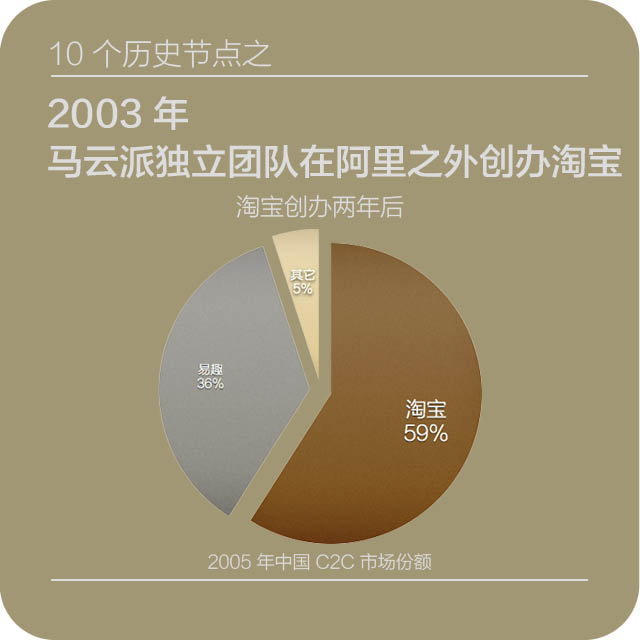 10 个历史节点之
2003 年
马云派独立团队在阿里之外创办淘宝
淘宝创办两年后
其它
5%
易趣
36%
淘宝
59%
2005 年中国 C2C 市场份额